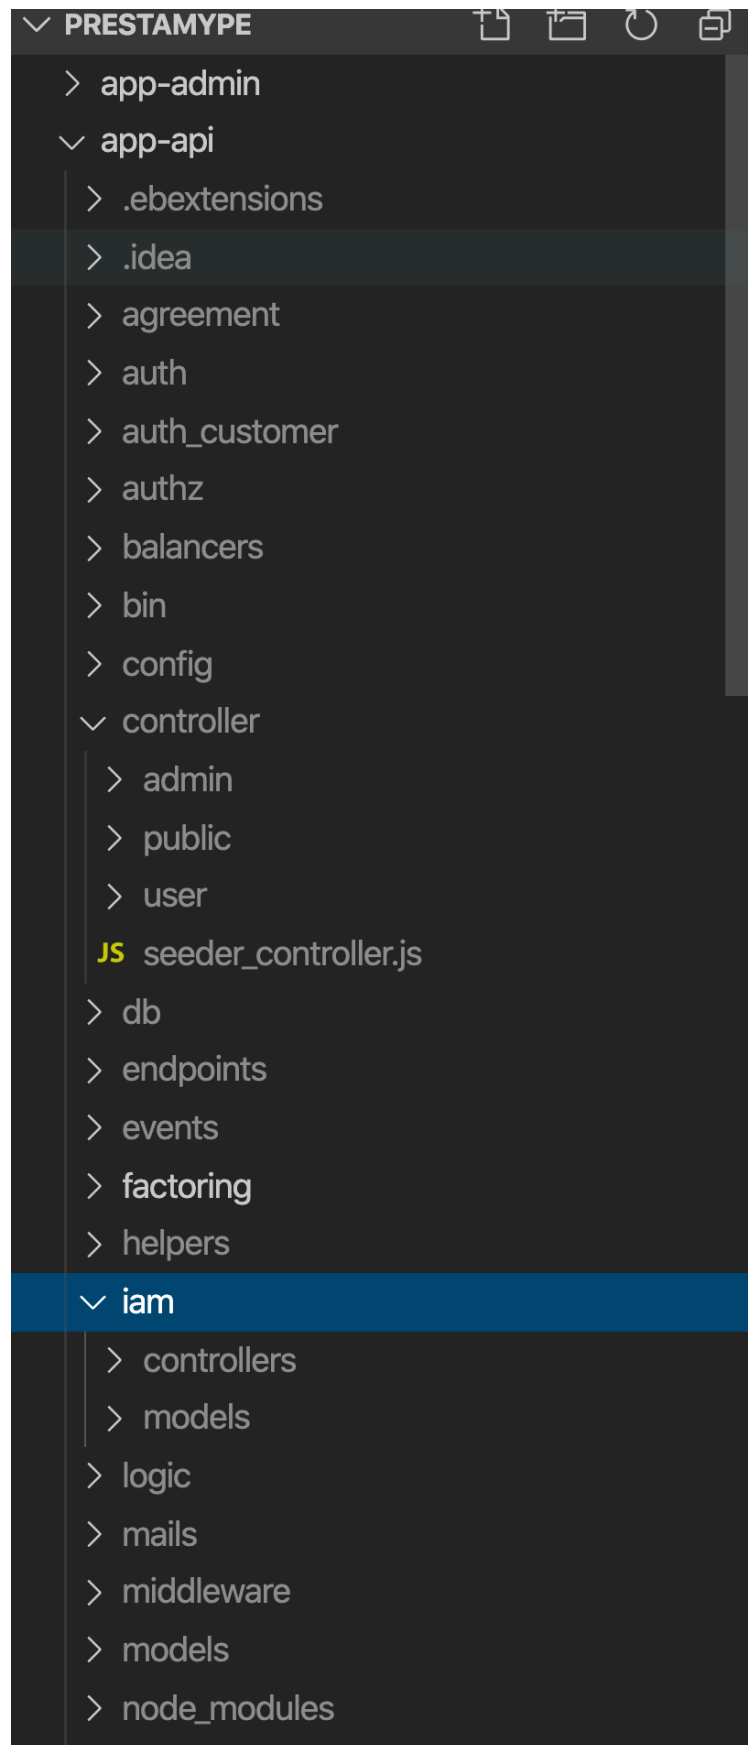 PRESTAMYPE
app-admin
app-api
.ebextensions
.idea
agreement
auth
auth_customer
authz
balancers
bin
config
controller
admin
public
user
JS seeder_controller.js
db
endpoints
events
factoring
helpers
iam
controllers
models
logic
mails
middleware
models
node_modules